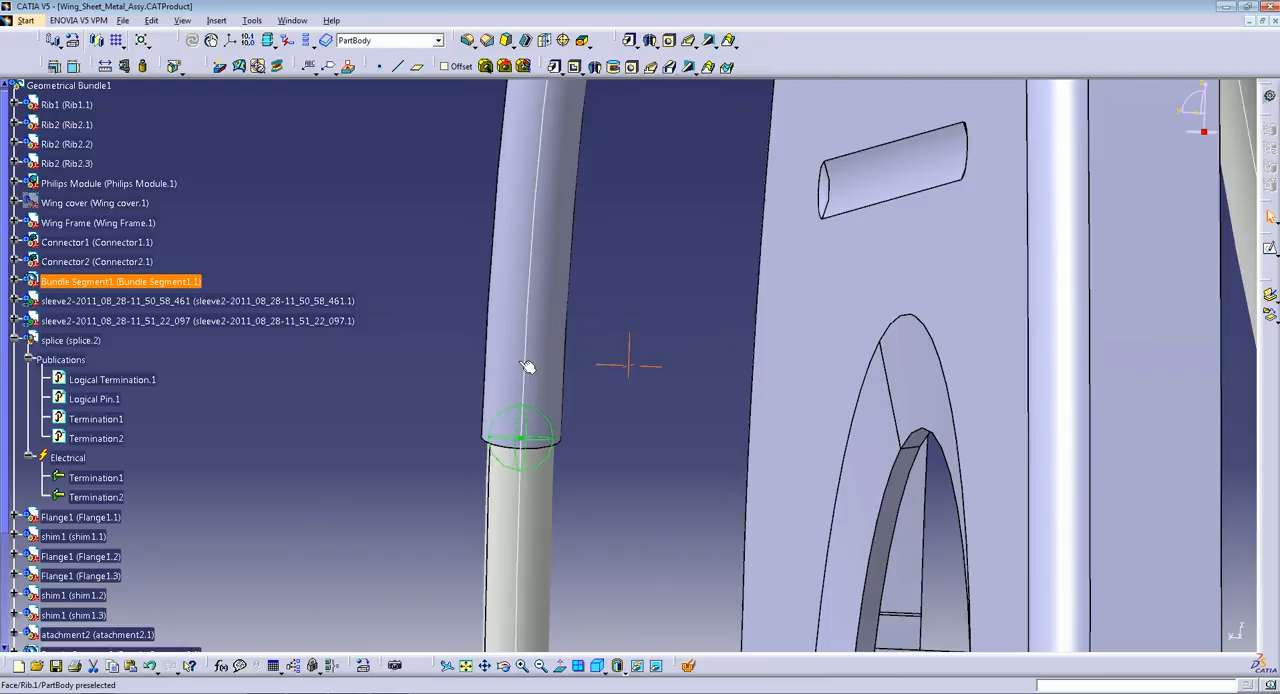 CATIA V5 - [Wing_Sheet_Metal_Assy.CATProduct]
Start ENOVIA V5 VPM File Edit View Insert Tools Window Help
PartBody
Offset
Geometrical Bundle1
Rib1 (Rib1.1)
Rib2 (Rib2.1)
Rib2 (Rib2.2)
Rib2 (Rib2.3)
Philips Module (Philips Module.1)
Wing cover (Wing cover.1)
Wing Frame (Wing Frame.1)
Connector1 (Connector1.1)
Connector2 (Connector2.1)
Bundle Segment1 (Bundle Segment1.1)
sleeve2-2011_08_28-11_50_58_461 (sleeve2-2011_08_28-11_50_58_461.1)
sleeve2-2011_08_28-11_51_22_097 (sleeve2-2011_08_28-11_51_22_097.1)
splice (splice.2)
Publications
Logical Termination.1
Logical Pin.1
Termination1
Termination2
Electrical
Termination1
Termination2
Flange1 (Flange1.1)
shim1 (shim1.1)
Flange1 (Flange1.2)
Flange1 (Flange1.3)
shim1 (shim1.2)
shim1 (shim1.3)
atachment2 (atachment2.1)
Face/Rib.1/PartBody preselected
CATIA